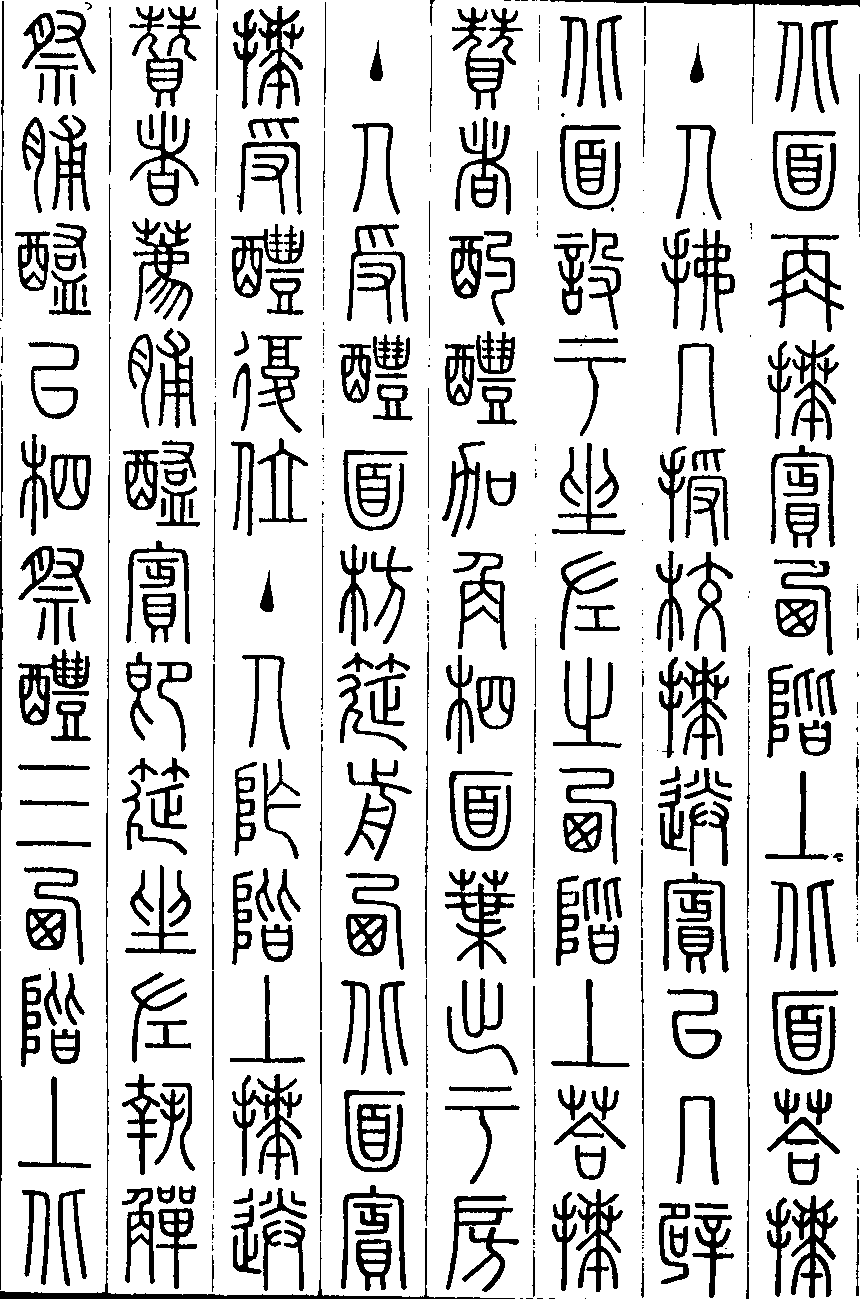 北面再拜賓西階上北面荅拜
主人拂几授校拜送賓以几辟
北面設于坐左之西階上荅拜
贊者酌醴加角柶面葉出于房
主人受醴面枋筵前西北面賓
拜受醴復位主人阼階上拜送
贊者薦脯醢賓即筵坐左執觶
祭脯醢以柶祭醴三西階上北